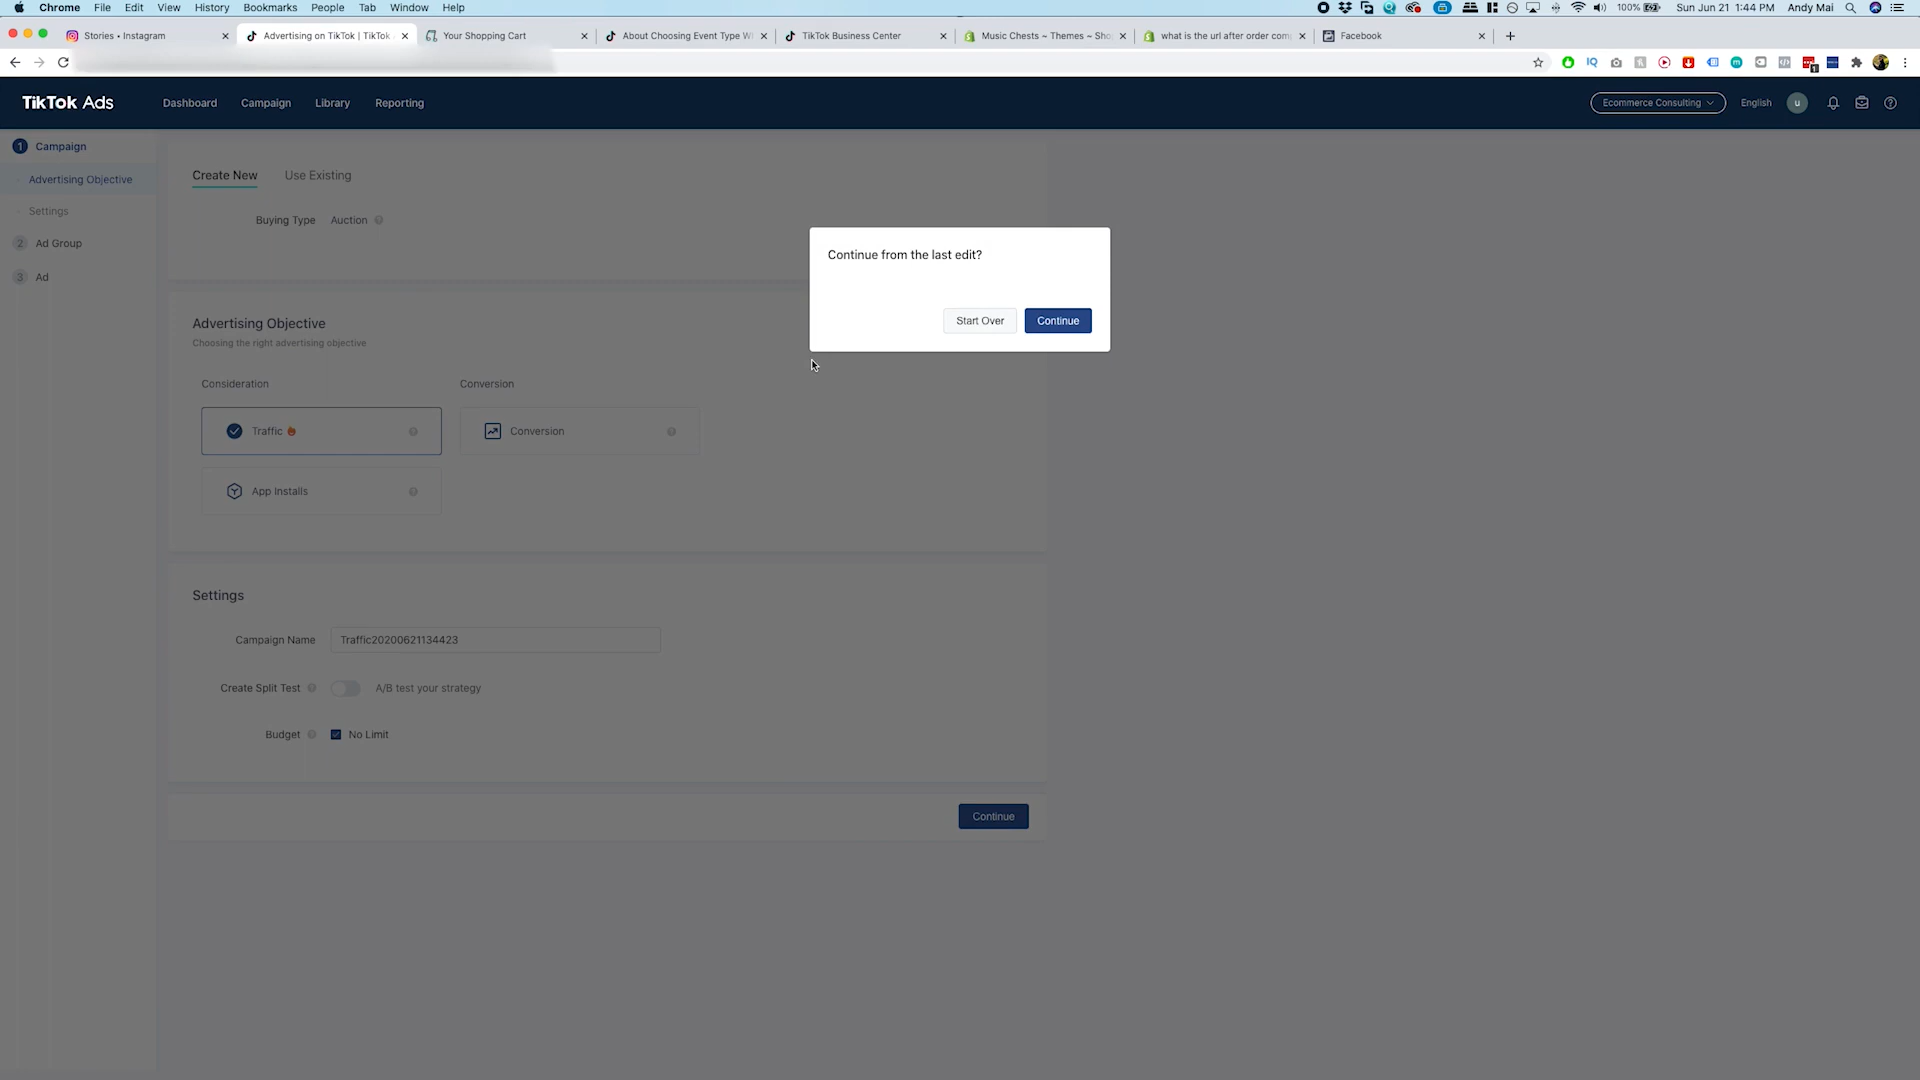 Chrome File Edit View History Bookmarks People Tab Window Help 100% Sun Jun 21 1:44 PM Andy Mai
Stories • Instagram
Advertising on TikTok | TikTok
Your Shopping Cart
About Choosing Event Type W
TikTok Business Center
Music Chests ~ Themes ~ Sho
what is the url after order com
Facebook
IQ
1
TikTok Ads Dashboard Campaign Library Reporting Ecommerce Consulting English u
1 Campaign
Advertising Objective
Settings
2 Ad Group
3 Ad
Create New Use Existing
Buying Type Auction
Continue from the last edit?
Start Over Continue
Advertising Objective
Choosing the right advertising objective
Consideration Conversion
Traffic Conversion
App Installs
Settings
Campaign Name Traffic20200621134423
Create Split Test A/B test your strategy
Budget No Limit
Continue